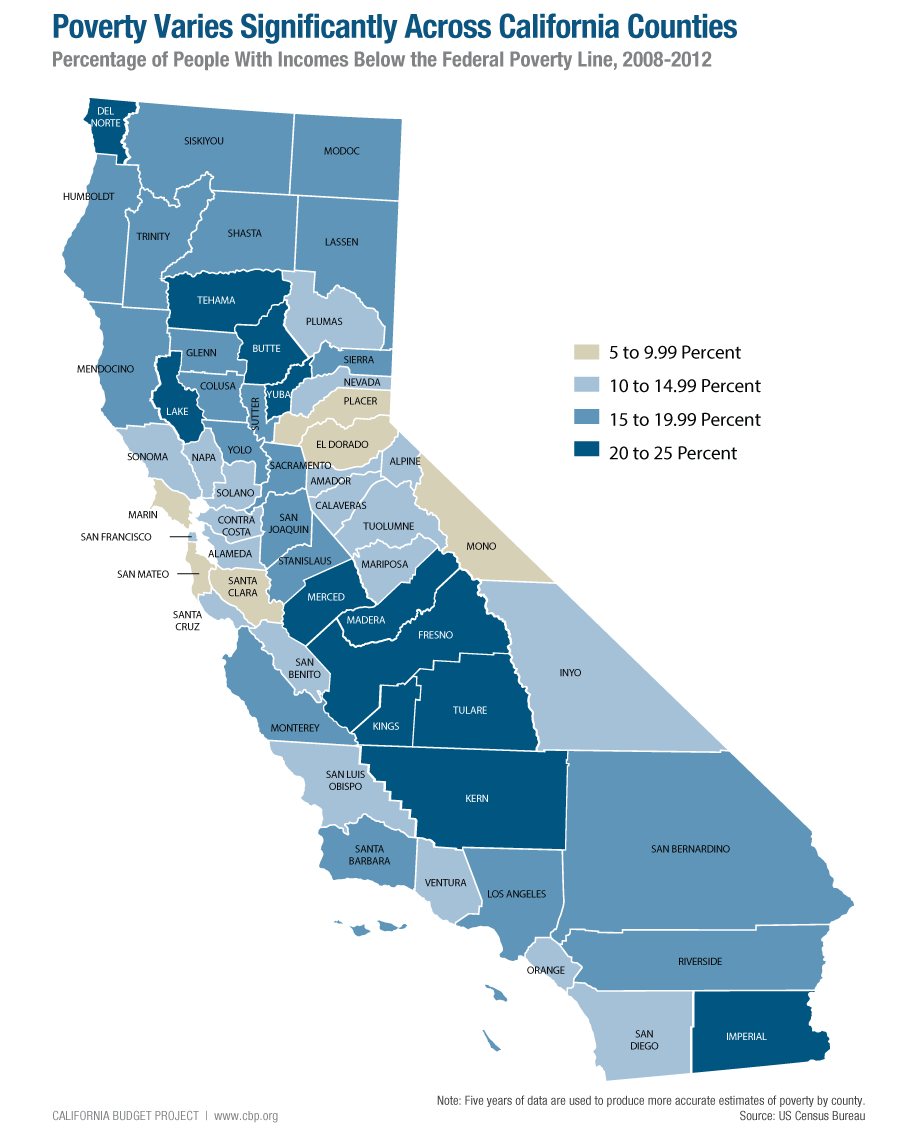 Poverty Varies Significantly Across California Counties
Percentage of People With Incomes Below the Federal Poverty Line, 2008-2012
DEL
NORTE
SISKIYOU
MODOC
HUMBOLDT
TRINITY
SHASTA
LASSEN
TEHAMA
PLUMAS
BUTTE
GLENN
SIERRA
MENDOCINO
COLUSA
NEVADA
YUBA
PLACER
LAKE
SUTTER
EL DORADO
SONOMA
NAPA
YOLO
SACRAMENTO
ALPINE
AMADOR
SOLANO
CALAVERAS
MARIN
CONTRA
COSTA
SAN
JOAQUIN
TUOLUMNE
SAN FRANCISCO
MONO
ALAMEDA
STANISLAUS
MARIPOSA
SAN MATEO
SANTA
CLARA
MERCED
SANTA
CRUZ
MADERA
FRESNO
SAN
BENITO
INYO
TULARE
MONTEREY
KINGS
SAN LUIS
OBISPO
KERN
SANTA
BARBARA
SAN BERNARDINO
VENTURA
LOS ANGELES
ORANGE
RIVERSIDE
SAN
DIEGO
IMPERIAL
5 to 9.99 Percent
10 to 14.99 Percent
15 to 19.99 Percent
20 to 25 Percent
Note: Five years of data are used to produce more accurate estimates of poverty by county.
CALIFORNIA BUDGET PROJECT | www.cbp.org
Source: US Census Bureau